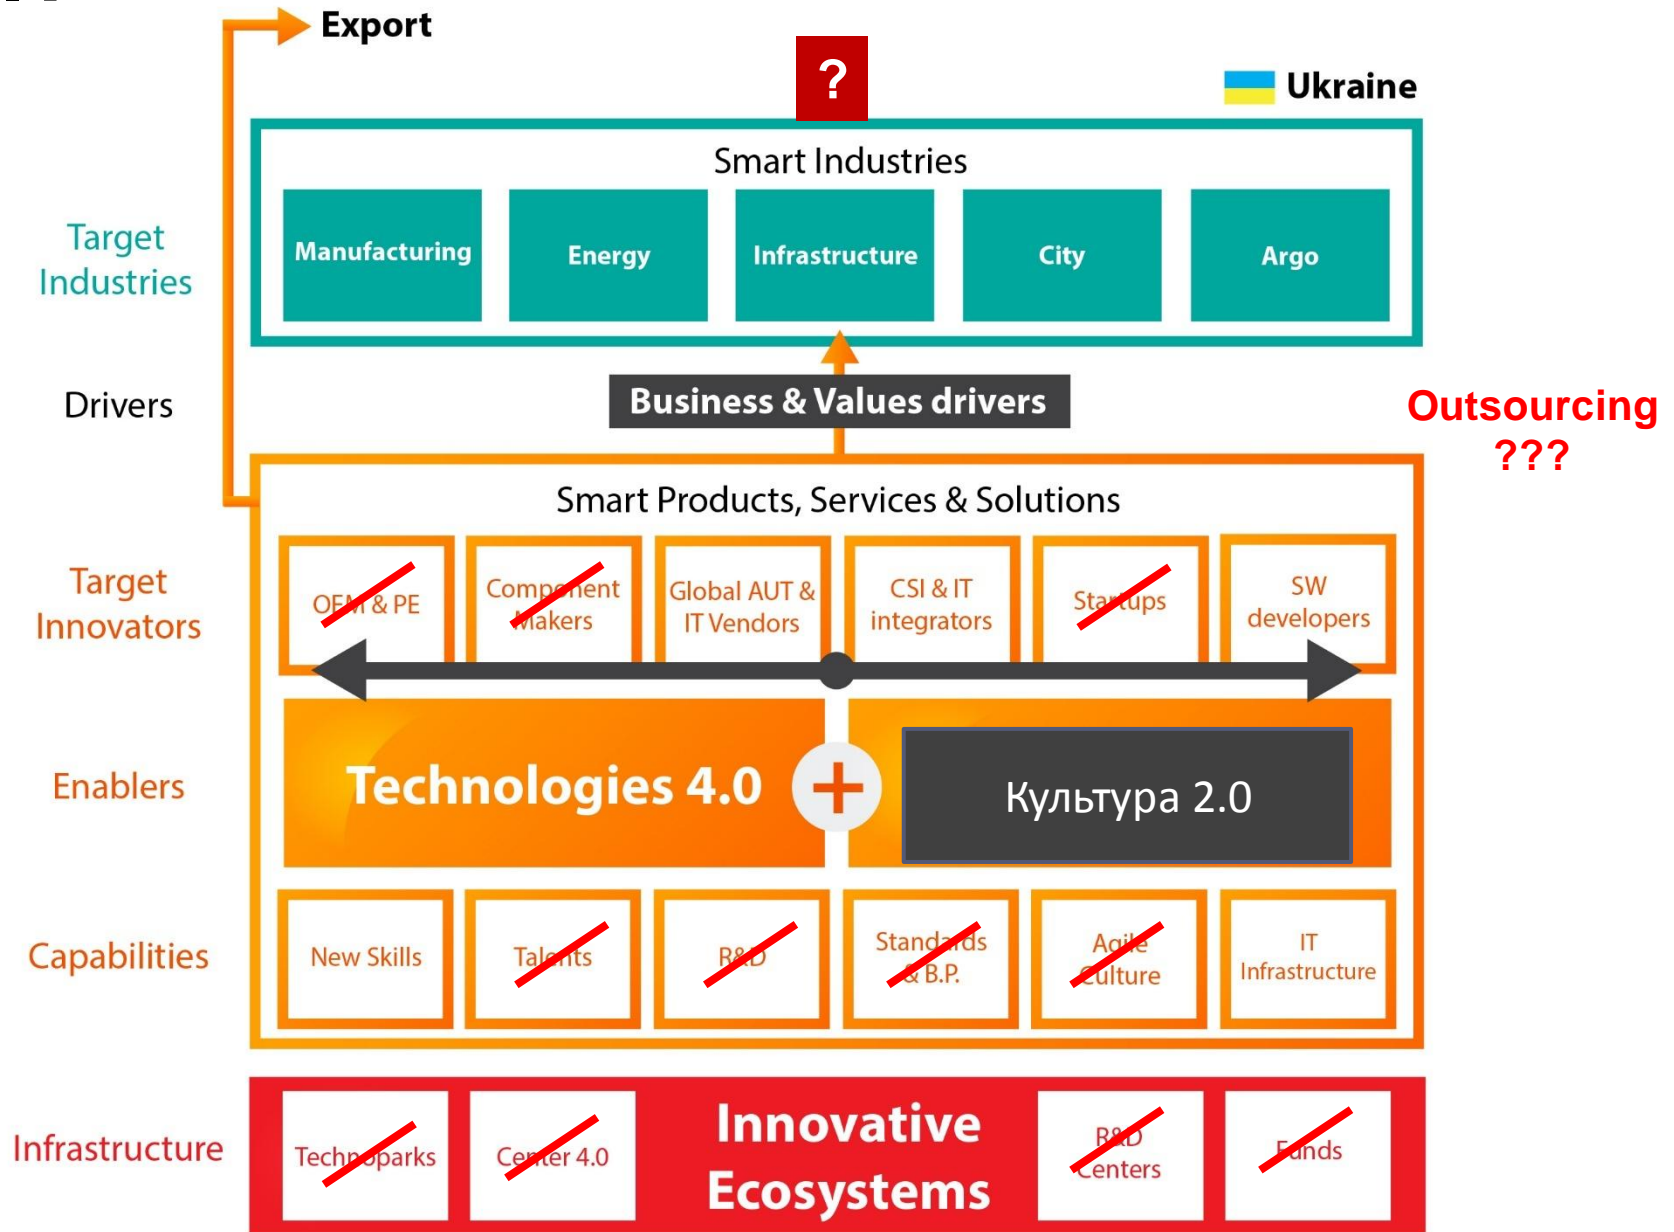 Export
?
Ukraine
Smart Industries
Target
Industries
Manufacturing
Energy
Infrastructure
City
Argo
Drivers
Business & Values drivers
Outsourcing
???
Smart Products, Services & Solutions
Target
Innovators
OEM & PE
Component
Makers
Global AUT &
IT Vendors
CSI & IT
integrators
Startups
SW
developers
Enablers
Technologies 4.0
+
Культура 2.0
Capabilities
New Skills
Talents
R&D
Standards
& B.P.
Agile
Culture
IT
Infrastructure
Infrastructure
Technoparks
Center 4.0
Innovative
Ecosystems
R&D
Centers
Funds